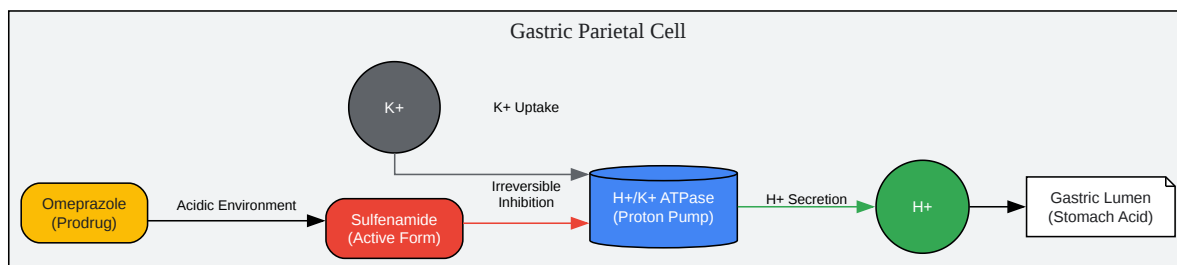 Gastric Parietal Cell
K+
K+ Uptake
Omeprazole
(Prodrug)
Acidic Environment
Sulfenamide
(Active Form)
Irreversible
Inhibition
H+/K+ ATPase
(Proton Pump)
H+ Secretion
H+
Gastric Lumen
(Stomach Acid)